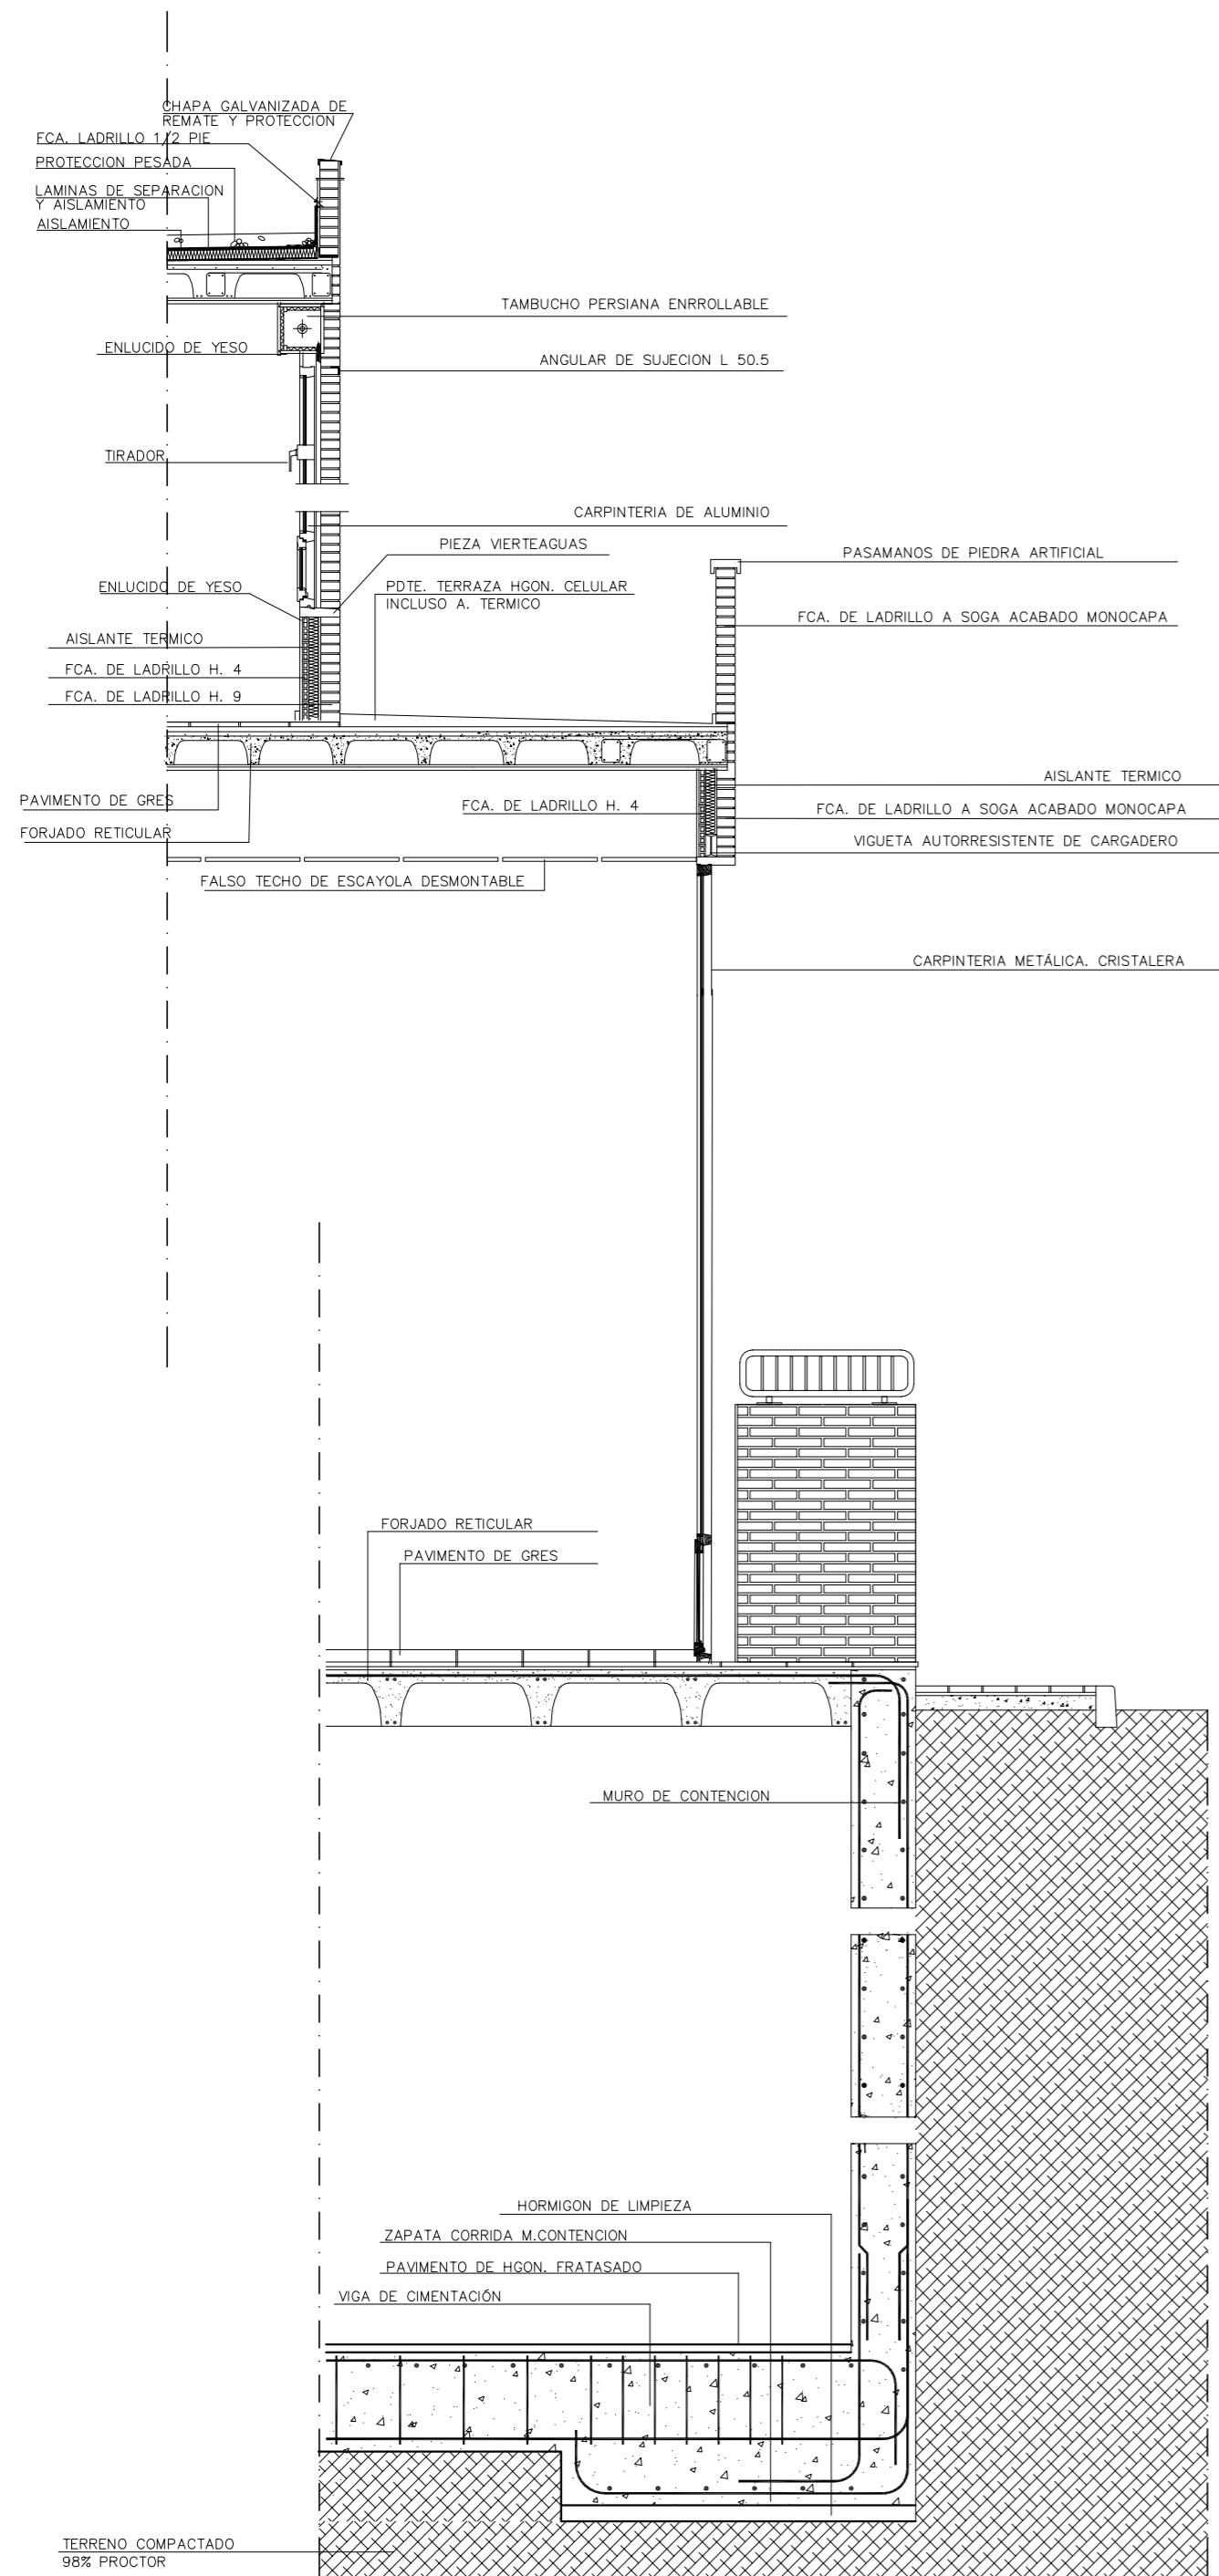 CHAPA GALVANIZADA DE
REMATE Y PROTECCION
FCA. LADRILLO 1/2 PIE
PROTECCION PESADA
LAMINAS DE SEPARACION
Y AISLAMIENTO
AISLAMIENTO
TAMBUCHO PERSIANA ENRROLLABLE
ENLUCIDO DE YESO
ANGULAR DE SUJECION L 50.5
TIRADOR
CARPINTERIA DE ALUMINIO
PIEZA VIERTEAGUAS
PASAMANOS DE PIEDRA ARTIFICIAL
ENLUCIDO DE YESO
PDTE. TERRAZA HGON. CELULAR
INCLUSO A. TERMICO
FCA. DE LADRILLO A SOGA ACABADO MONOCAPA
AISLANTE TERMICO
FCA. DE LADRILLO H. 4
FCA. DE LADRILLO H. 9
AISLANTE TERMICO
PAVIMENTO DE GRES
FCA. DE LADRILLO H. 4
FCA. DE LADRILLO A SOGA ACABADO MONOCAPA
FORJADO RETICULAR
VIGUETA AUTORRESISTENTE DE CARGADERO
FALSO TECHO DE ESCAYOLA DESMONTABLE
CARPINTERIA METÁLICA. CRISTALERA
FORJADO RETICULAR
PAVIMENTO DE GRES
MURO DE CONTENCION
HORMIGON DE LIMPIEZA
ZAPATA CORRIDA M.CONTENCION
PAVIMENTO DE HGON. FRATASADO
VIGA DE CIMENTACIÓN
TERRENO COMPACTADO
98% PROCTOR